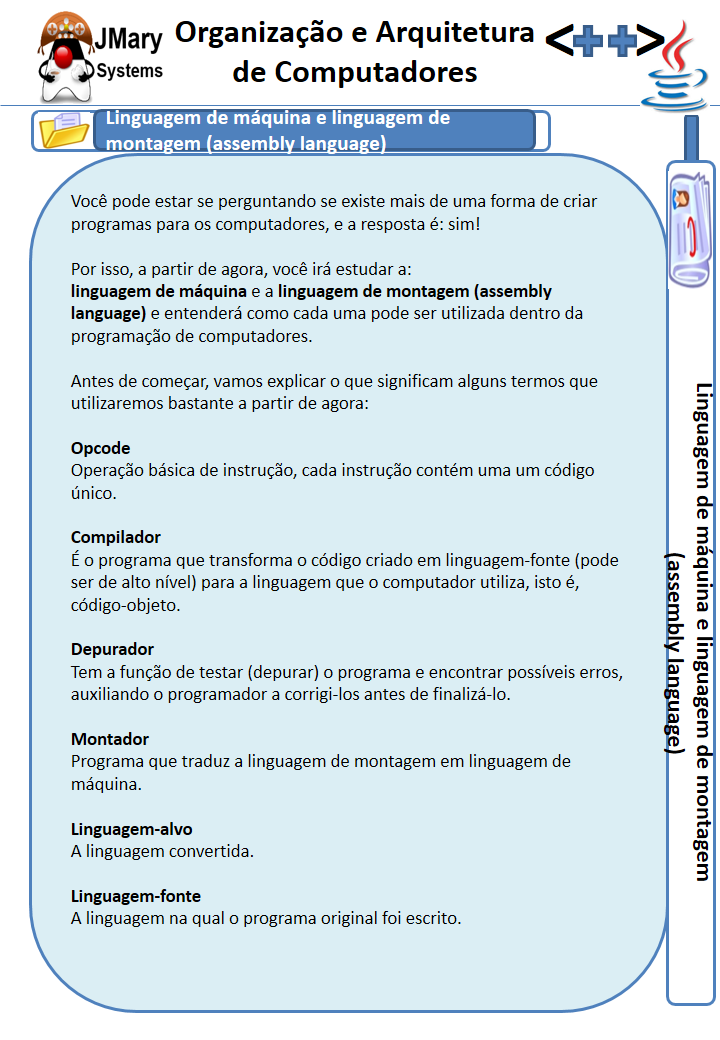 JMary
Systems
Organização e Arquitetura
de Computadores
<++>
Linguagem de máquina e linguagem de
montagem (assembly language)
Você pode estar se perguntando se existe mais de uma forma de criar
programas para os computadores, e a resposta é: sim!
Por isso, a partir de agora, você irá estudar a:
linguagem de máquina e a linguagem de montagem (assembly
language) e entenderá como cada uma pode ser utilizada dentro da
programação de computadores.
Antes de começar, vamos explicar o que significam alguns termos que
utilizaremos bastante a partir de agora:
Opcode
Operação básica de instrução, cada instrução contém uma um código
único.
Compilador
É o programa que transforma o código criado em linguagem-fonte (pode
ser de alto nível) para a linguagem que o computador utiliza, isto é,
código-objeto.
Depurador
Tem a função de testar (depurar) o programa e encontrar possíveis erros,
auxiliando o programador a corrigi-los antes de finalizá-lo.
Montador
Programa que traduz a linguagem de montagem em linguagem de
máquina.
Linguagem-alvo
A linguagem convertida.
Linguagem-fonte
A linguagem na qual o programa original foi escrito.
Linguagem de máquina e linguagem de montagem
(assembly language)